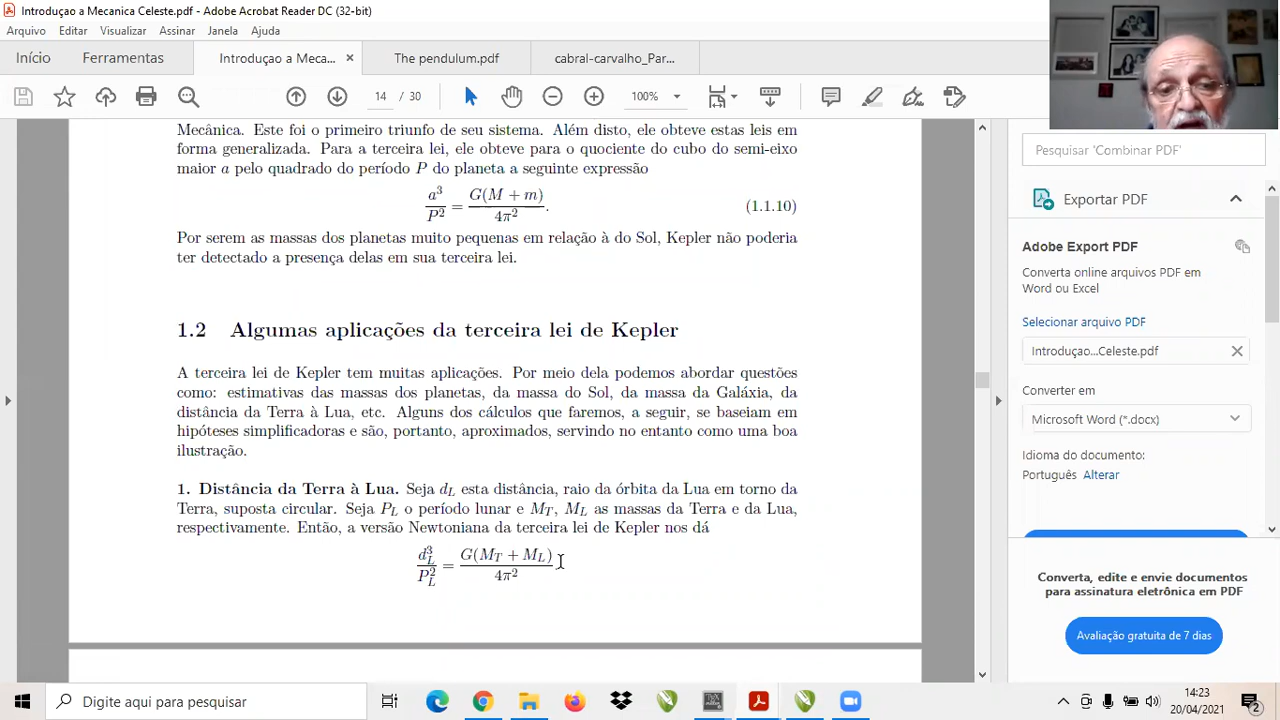 Introduçao a Mecanica Celeste.pdf - Adobe Acrobat Reader DC (32-bit)
Arquivo Editar Visualizar Assinar Janela Ajuda
Início Ferramentas Introduçao a Meca... × The pendulum.pdf cabral-carvalho_Par...
14 / 30 100%
Mecânica. Este foi o primeiro triunfo de seu sistema. Além disto, ele obteve estas leis em
forma generalizada. Para a terceira lei, ele obteve para o quociente do cubo do semi-eixo
maior a pelo quadrado do período P do planeta a seguinte expressão
a³/P² = G(M + m)/4π². (1.1.10)
Por serem as massas dos planetas muito pequenas em relação à do Sol, Kepler não poderia
ter detectado a presença delas em sua terceira lei.
1.2 Algumas aplicações da terceira lei de Kepler
A terceira lei de Kepler tem muitas aplicações. Por meio dela podemos abordar questões
como: estimativas das massas dos planetas, da massa do Sol, da massa da Galáxia, da
distância da Terra à Lua, etc. Alguns dos cálculos que faremos, a seguir, se baseiam em
hipóteses simplificadoras e são, portanto, aproximados, servindo no entanto como uma boa
ilustração.
1. Distância da Terra à Lua. Seja d_L esta distância, raio da órbita da Lua em torno da
Terra, suposta circular. Seja P_L o período lunar e M_T, M_L as massas da Terra e da Lua,
respectivamente. Então, a versão Newtoniana da terceira lei de Kepler nos dá
d_L³/P_L² = G(M_T + M_L)/4π²
Pesquisar 'Combinar PDF'
Exportar PDF
Adobe Export PDF
Converta online arquivos PDF em
Word ou Excel
Selecionar arquivo PDF
Introduçao...Celeste.pdf
Converter em
Microsoft Word (*.docx)
Idioma do documento:
Português Alterar
Converta, edite e envie documentos
para assinatura eletrônica em PDF
Avaliação gratuita de 7 dias
Digite aqui para pesquisar
14:23
20/04/2021
2